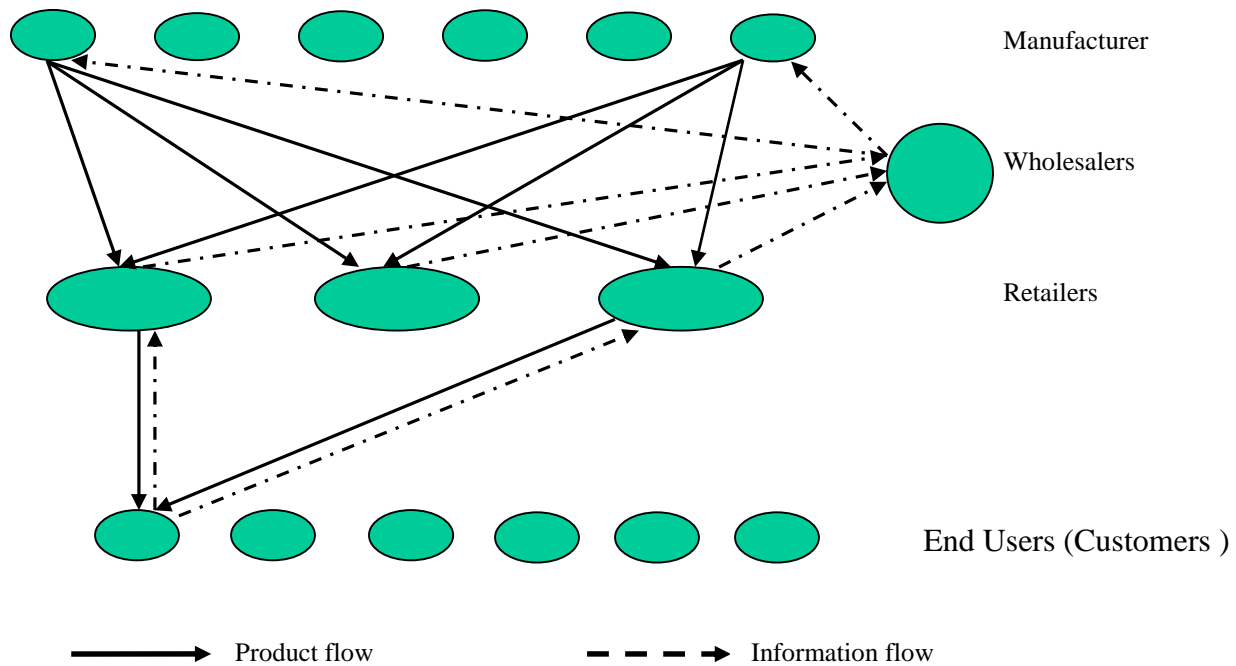 Manufacturer
Wholesalers
Retailers
End Users (Customers )
Product flow
Information flow